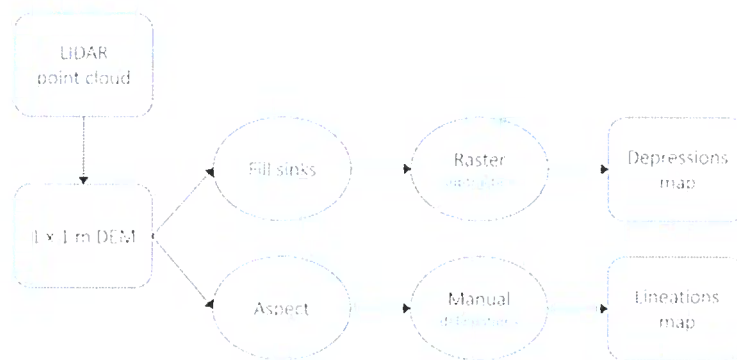 LiDAR
point cloud
1 x 1 m DEM
Fill sinks
Raster
Depressions
map
Aspect
Manual
Lineations
map